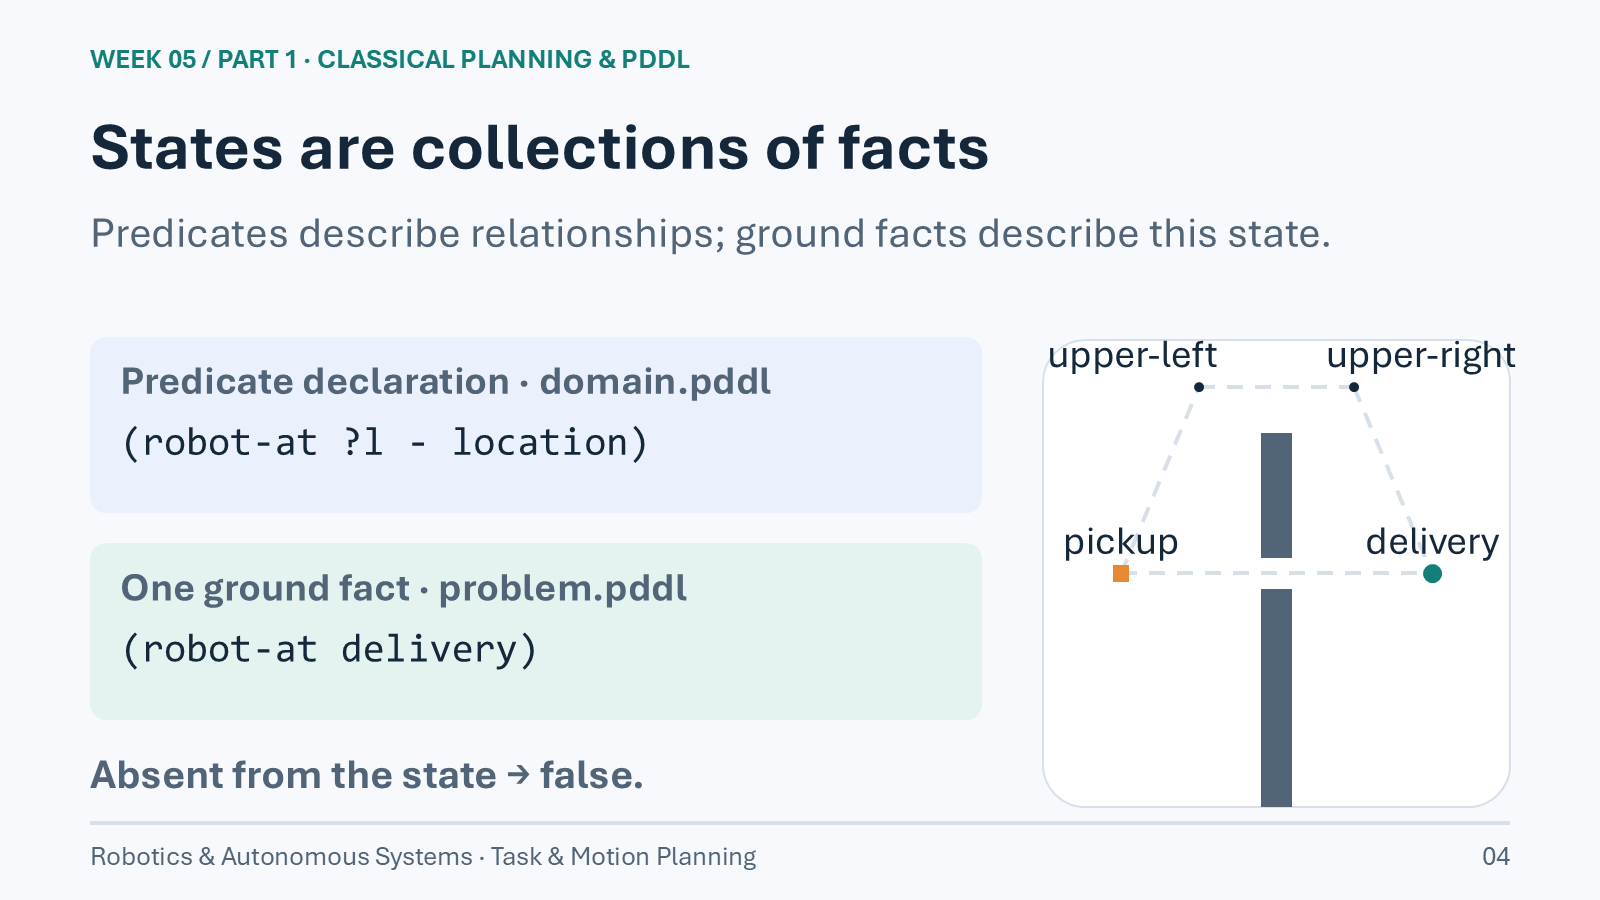 WEEK 05 / PART 1 · CLASSICAL PLANNING & PDDL
States are collections of facts
Predicates describe relationships; ground facts describe this state.
Predicate declaration · domain.pddl
(robot-at ?l - location)
One ground fact · problem.pddl
(robot-at delivery)
Absent from the state → false.
upper-left
upper-right
pickup
delivery
Robotics & Autonomous Systems · Task & Motion Planning
04